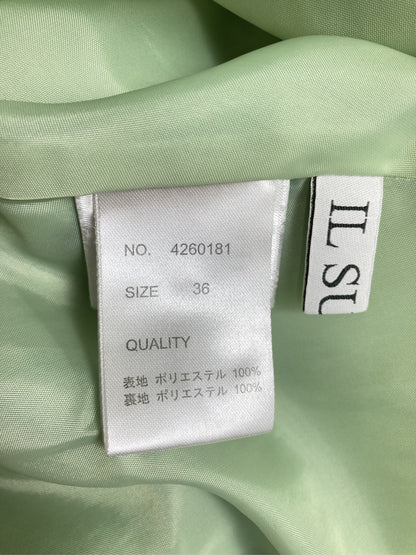 NO. 4260181
SIZE 36
QUALITY
表地 ポリエステル 100%
裏地 ポリエステル 100%
IL SU